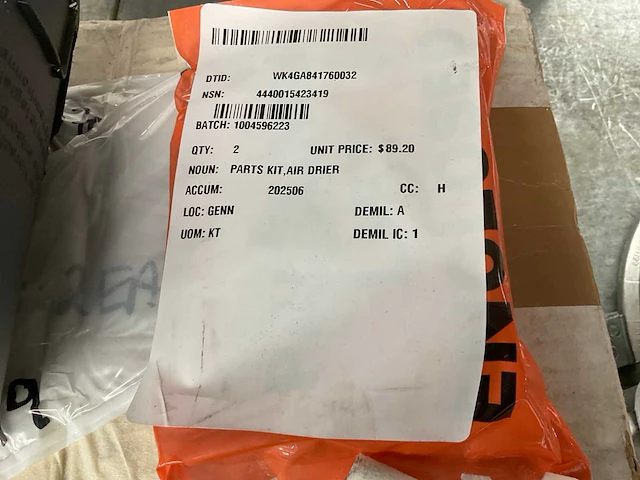 DTID: WK4GA841760032
NSN: 4440015423419
BATCH: 1004596223
QTY: 2 UNIT PRICE: $89.20
NOUN: PARTS KIT,AIR DRIER
ACCUM: 202506 CC: H
LOC: GENN DEMIL: A
UOM: KT DEMIL IC: 1
2EA